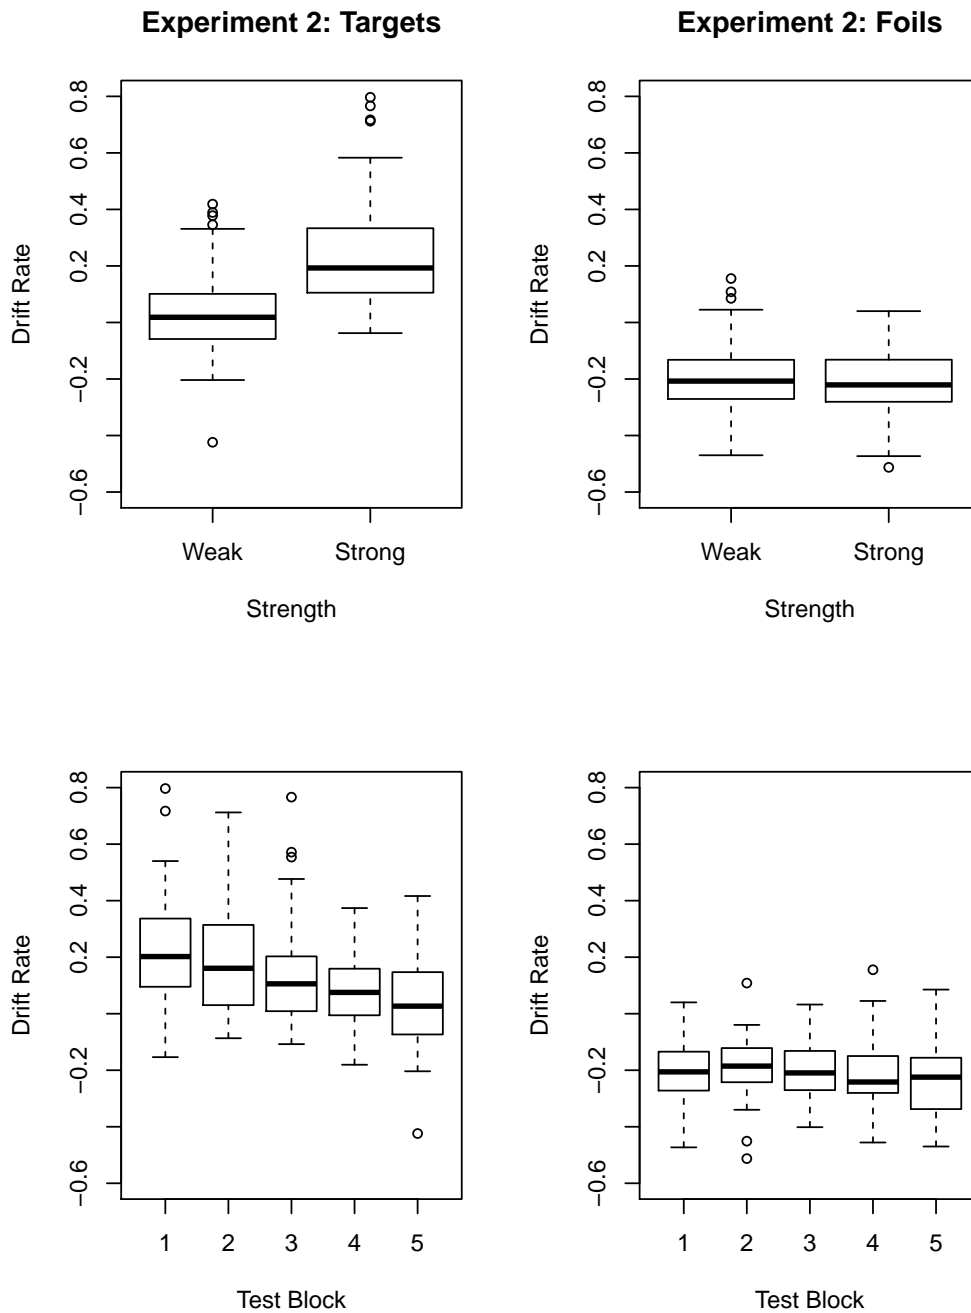 Experiment 2: Targets
Experiment 2: Foils
0.8
0.6
0.4
0.2
−0.2
−0.6
Drift Rate
Weak
Strong
Strength
0.8
0.6
0.4
0.2
−0.2
−0.6
Drift Rate
Weak
Strong
Strength
0.8
0.6
0.4
0.2
−0.2
−0.6
Drift Rate
1 2 3 4 5
Test Block
0.8
0.6
0.4
0.2
−0.2
−0.6
Drift Rate
1 2 3 4 5
Test Block